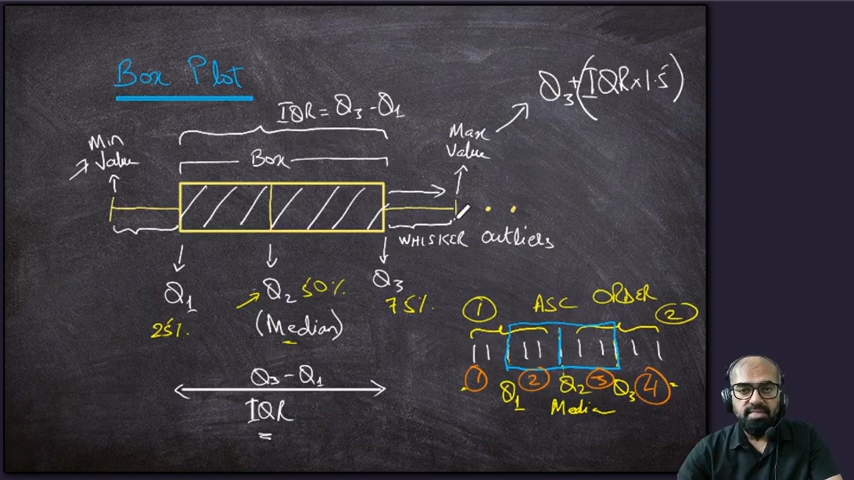 Box Plot
Q3+(IQR×1.5)
IQR = Q3-Q1
Max
Value
Min
Value
Box
WHISKER outliers
Q1
25%
Q2 50%
(Median)
Q3
75%
Q3-Q1
IQR
ASC ORDER
1
2
1
Q1
2
Q2
3
Q3
4
Media